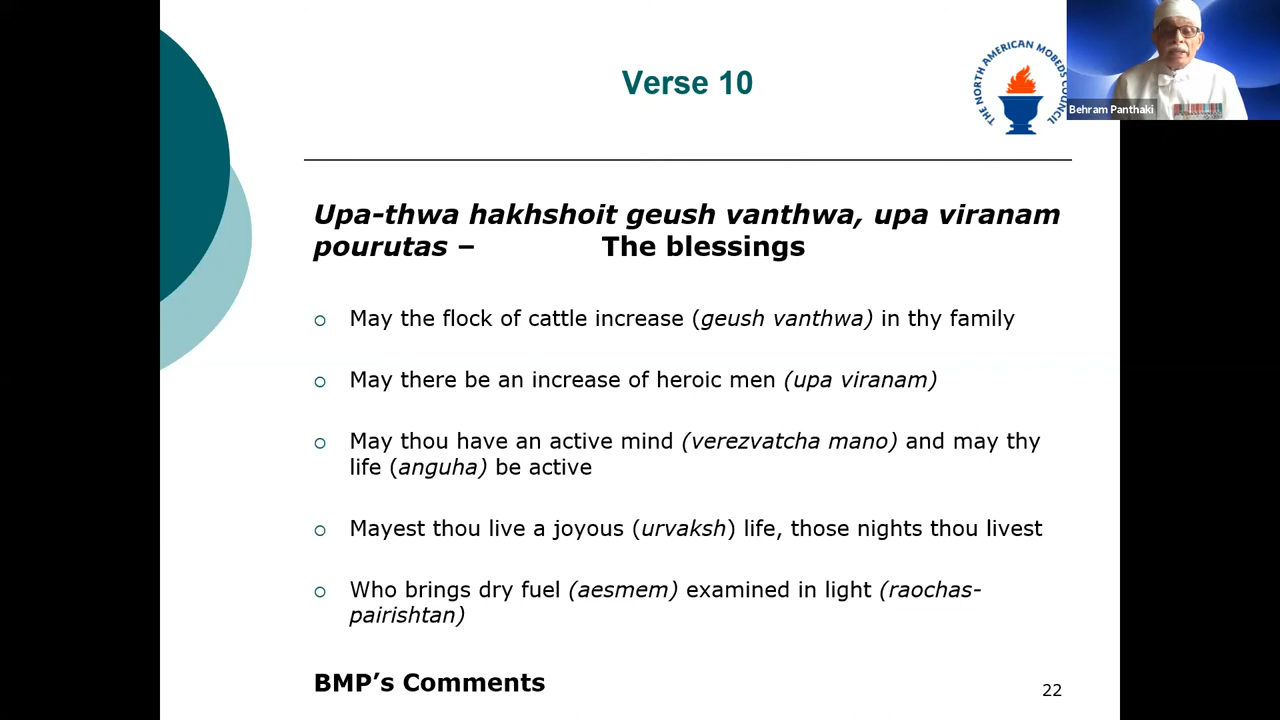 Verse 10
THE NORTH AMERICAN MOBEDS COUNCIL
Behram Panthaki
Upa-thwa hakhshoit geush vanthwa, upa viranam
pourutas – The blessings
May the flock of cattle increase (geush vanthwa) in thy family
May there be an increase of heroic men (upa viranam)
May thou have an active mind (verezvatcha mano) and may thy
life (anguha) be active
Mayest thou live a joyous (urvaksh) life, those nights thou livest
Who brings dry fuel (aesmem) examined in light (raochas-
pairishtan)
BMP’s Comments
22